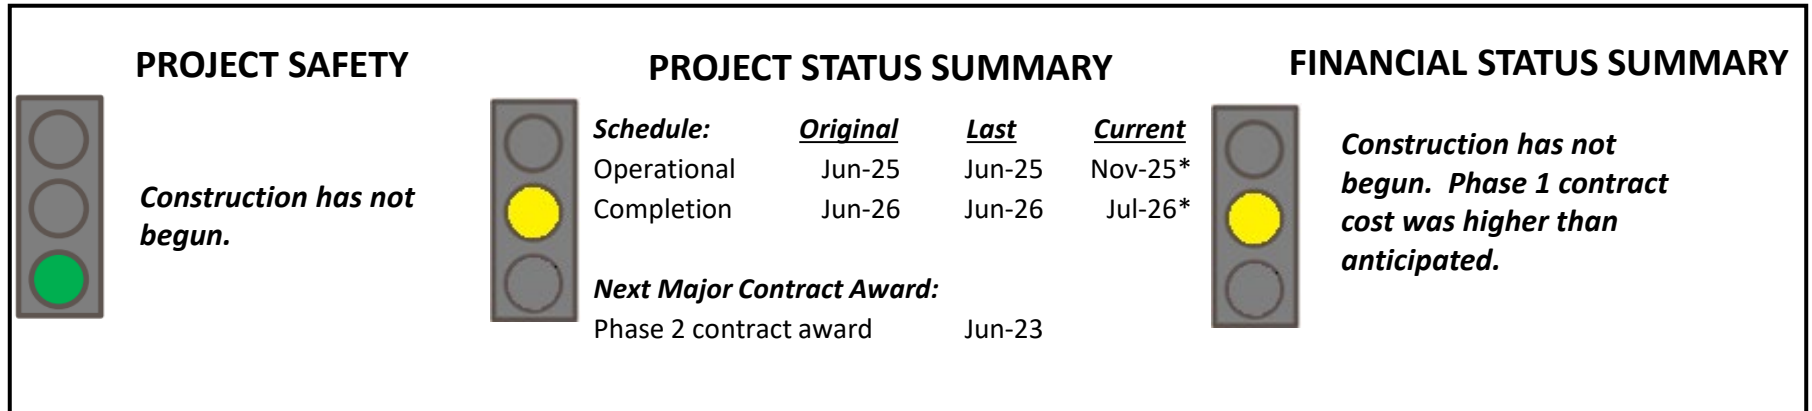 PROJECT SAFETY
Construction has not
begun.
PROJECT STATUS SUMMARY
Schedule: Original Last Current
Operational Jun-25 Jun-25 Nov-25*
Completion Jun-26 Jun-26 Jul-26*
Next Major Contract Award:
Phase 2 contract award Jun-23
FINANCIAL STATUS SUMMARY
Construction has not
begun. Phase 1 contract
cost was higher than
anticipated.